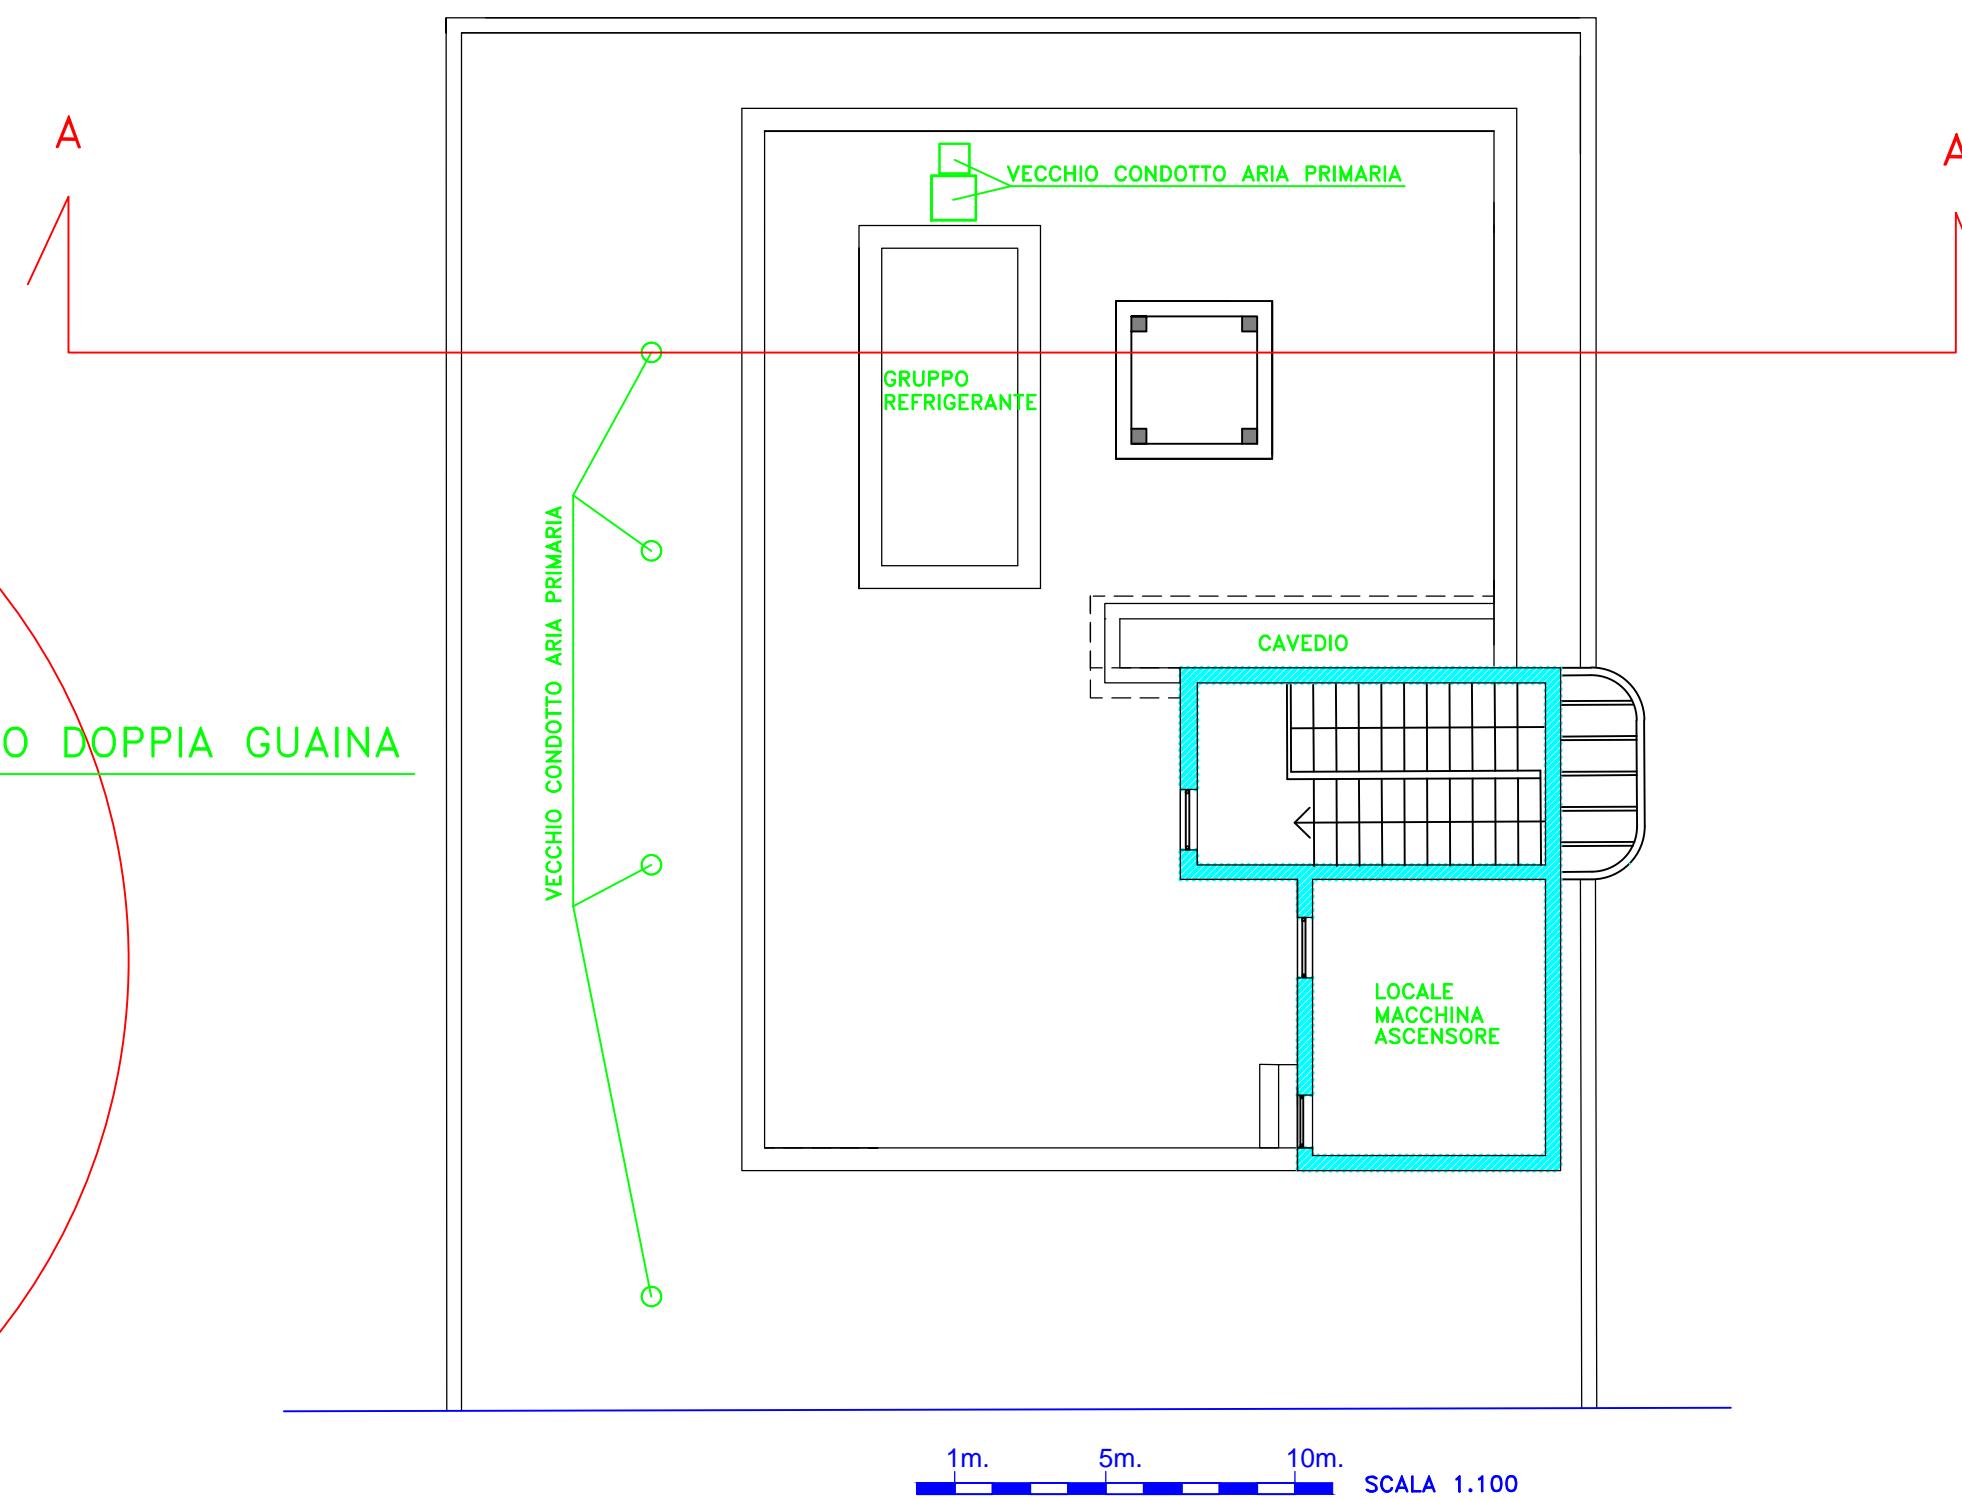 A
A
VECCHIO CONDOTTO ARIA PRIMARIA
GRUPPO
REFRIGERANTE
VECCHIO CONDOTTO ARIA PRIMARIA
CAVEDIO
O DOPPIA GUAINA
LOCALE
MACCHINA
ASCENSORE
1m. 5m. 10m.
SCALA 1.100